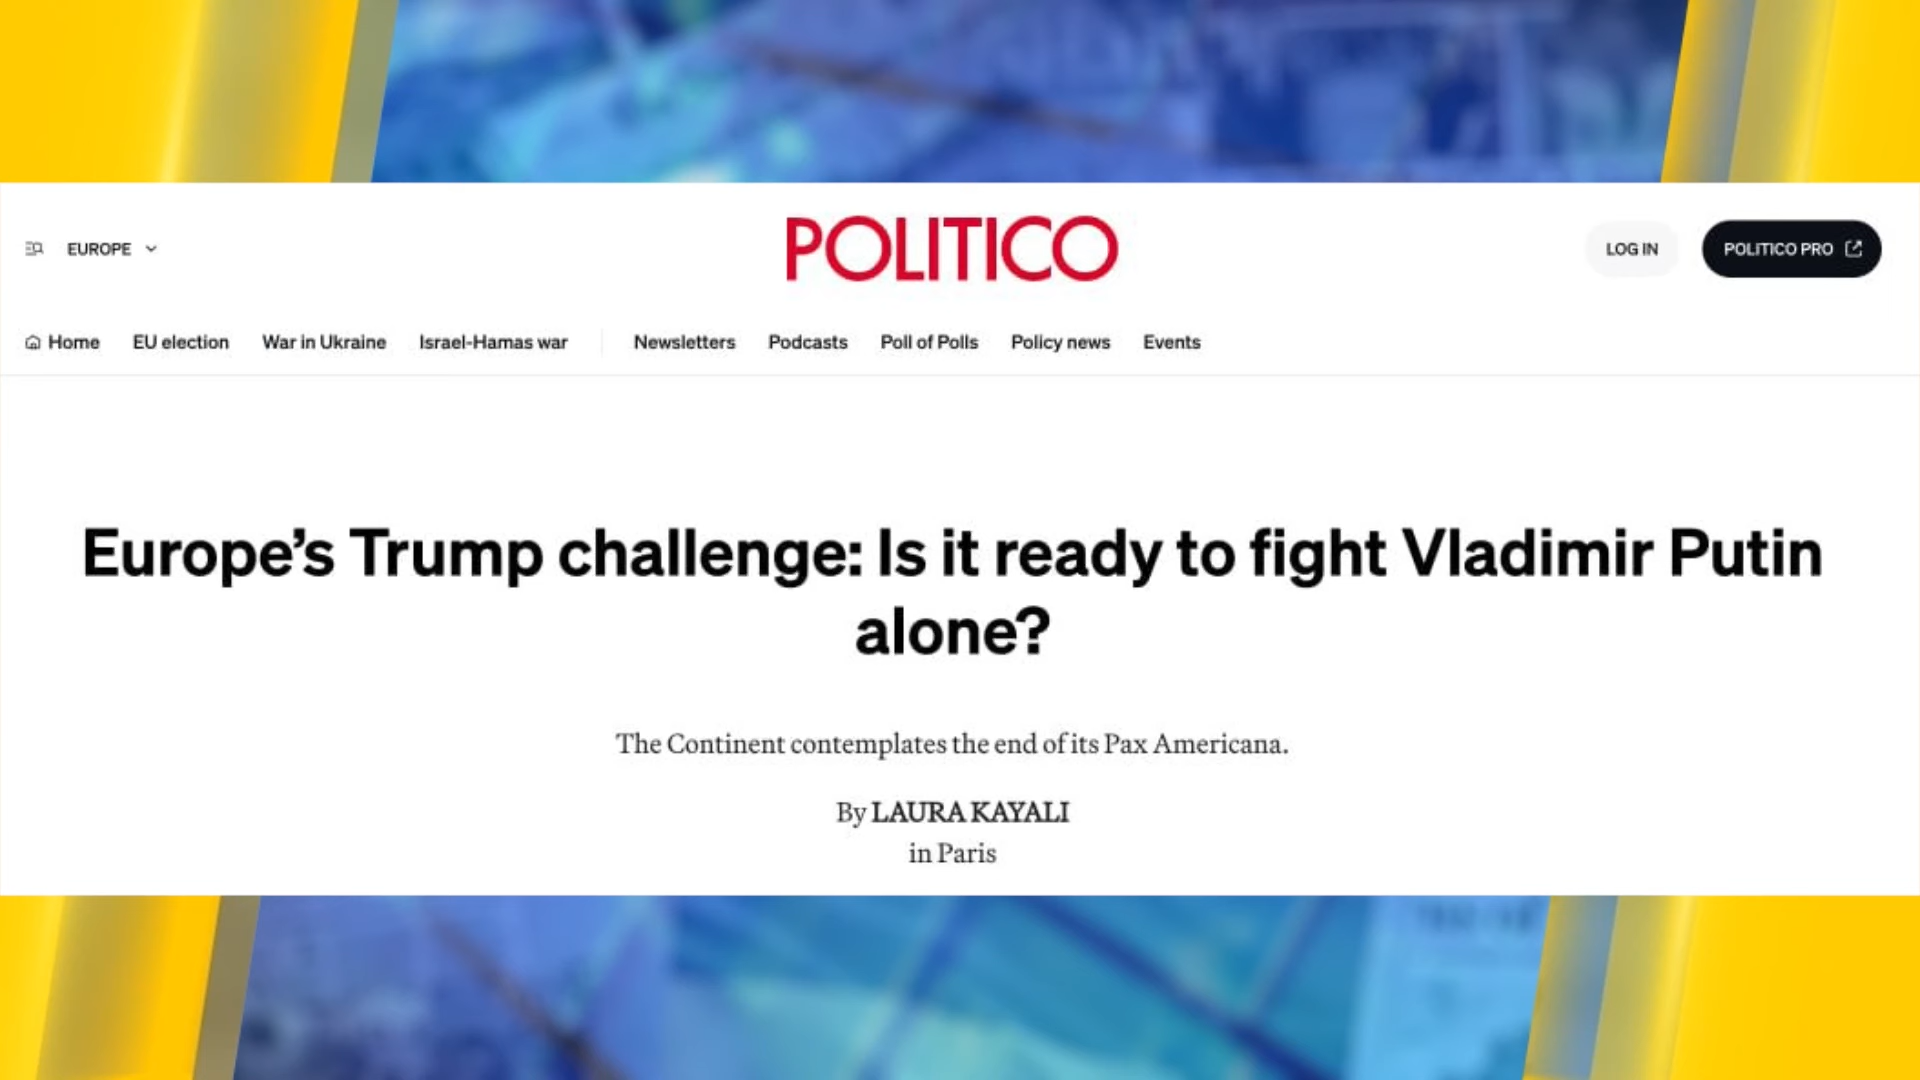 EUROPE
POLITICO
LOG IN
POLITICO PRO
Home EU election War in Ukraine Israel-Hamas war Newsletters Podcasts Poll of Polls Policy news Events
Europe’s Trump challenge: Is it ready to fight Vladimir Putin
alone?
The Continent contemplates the end of its Pax Americana.
By LAURA KAYALI
in Paris